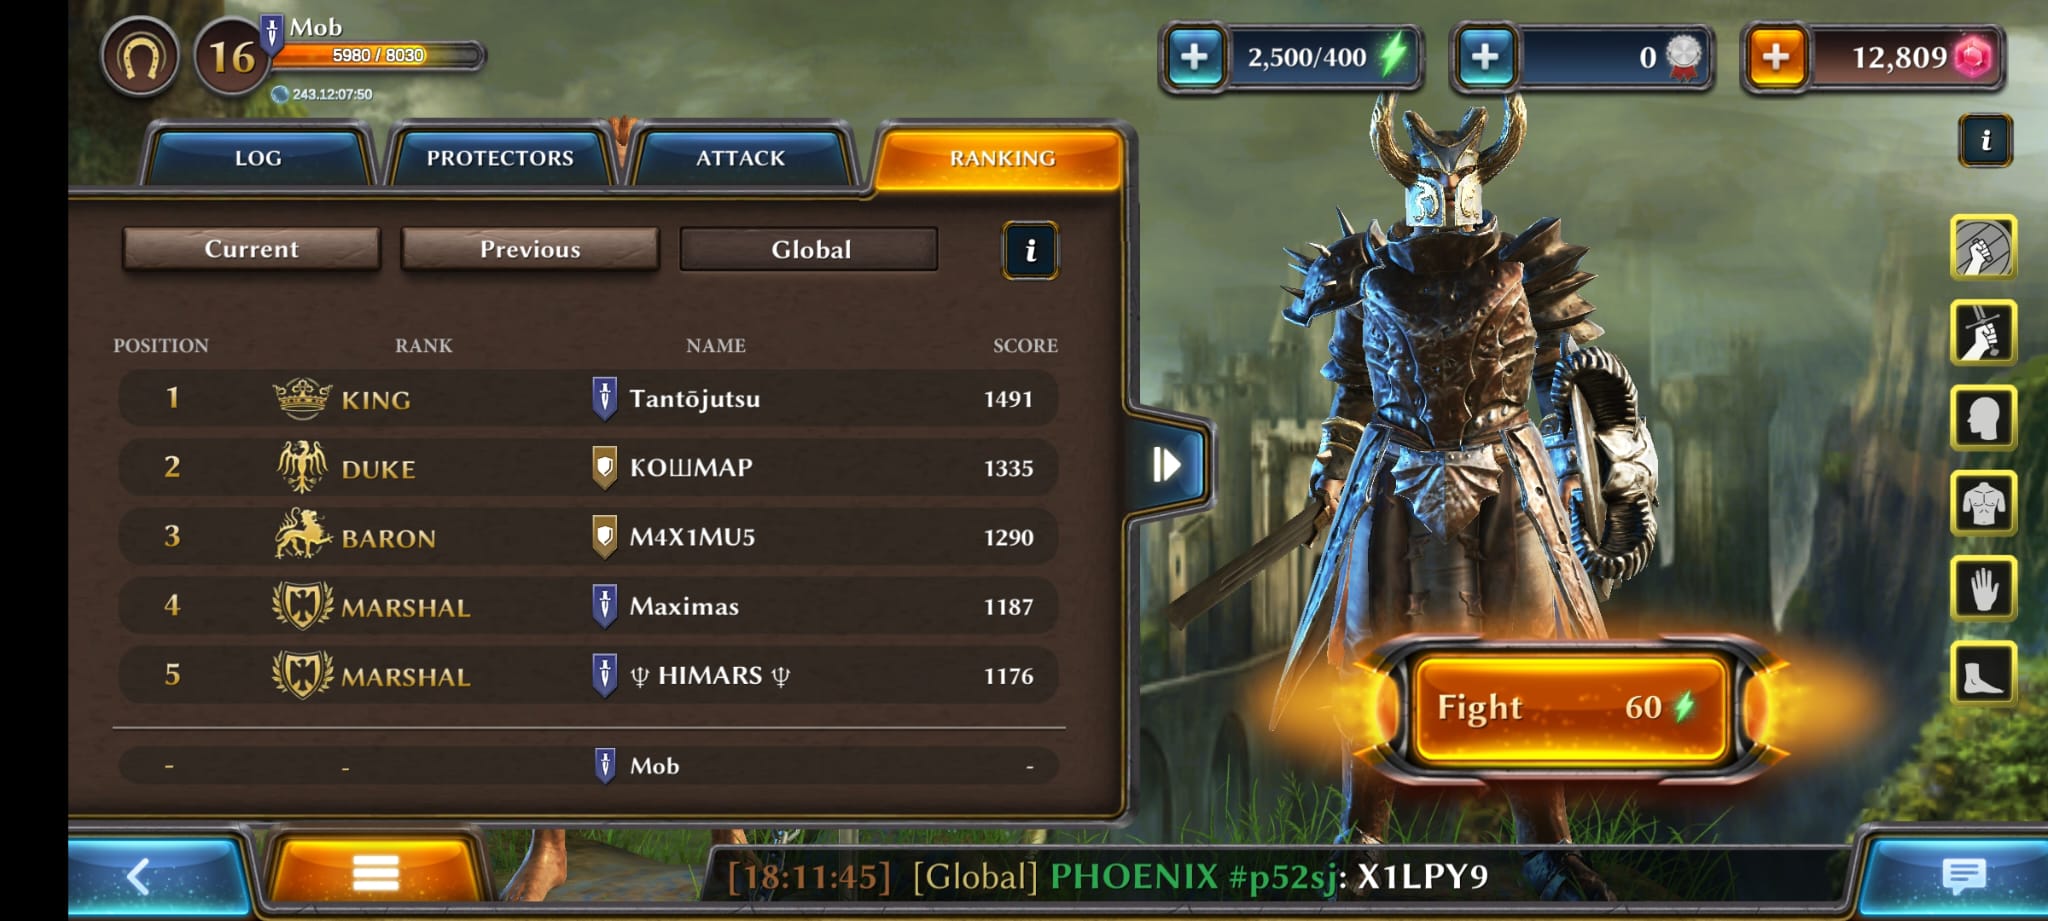 16
Mob
5980 / 8030
243.12:07:50
2,500/400
0
12,809
LOG
PROTECTORS
ATTACK
RANKING
i
Current
Previous
Global
i
POSITION RANK NAME SCORE
1 KING Tantōjutsu 1491
2 DUKE КОШМАР 1335
3 BARON M4X1MU5 1290
4 MARSHAL Maximas 1187
5 MARSHAL ♆ HIMARS ♆ 1176
- - Mob -
Fight 60
[18:11:45] [Global] PHOENIX #p52sj: X1LPY9